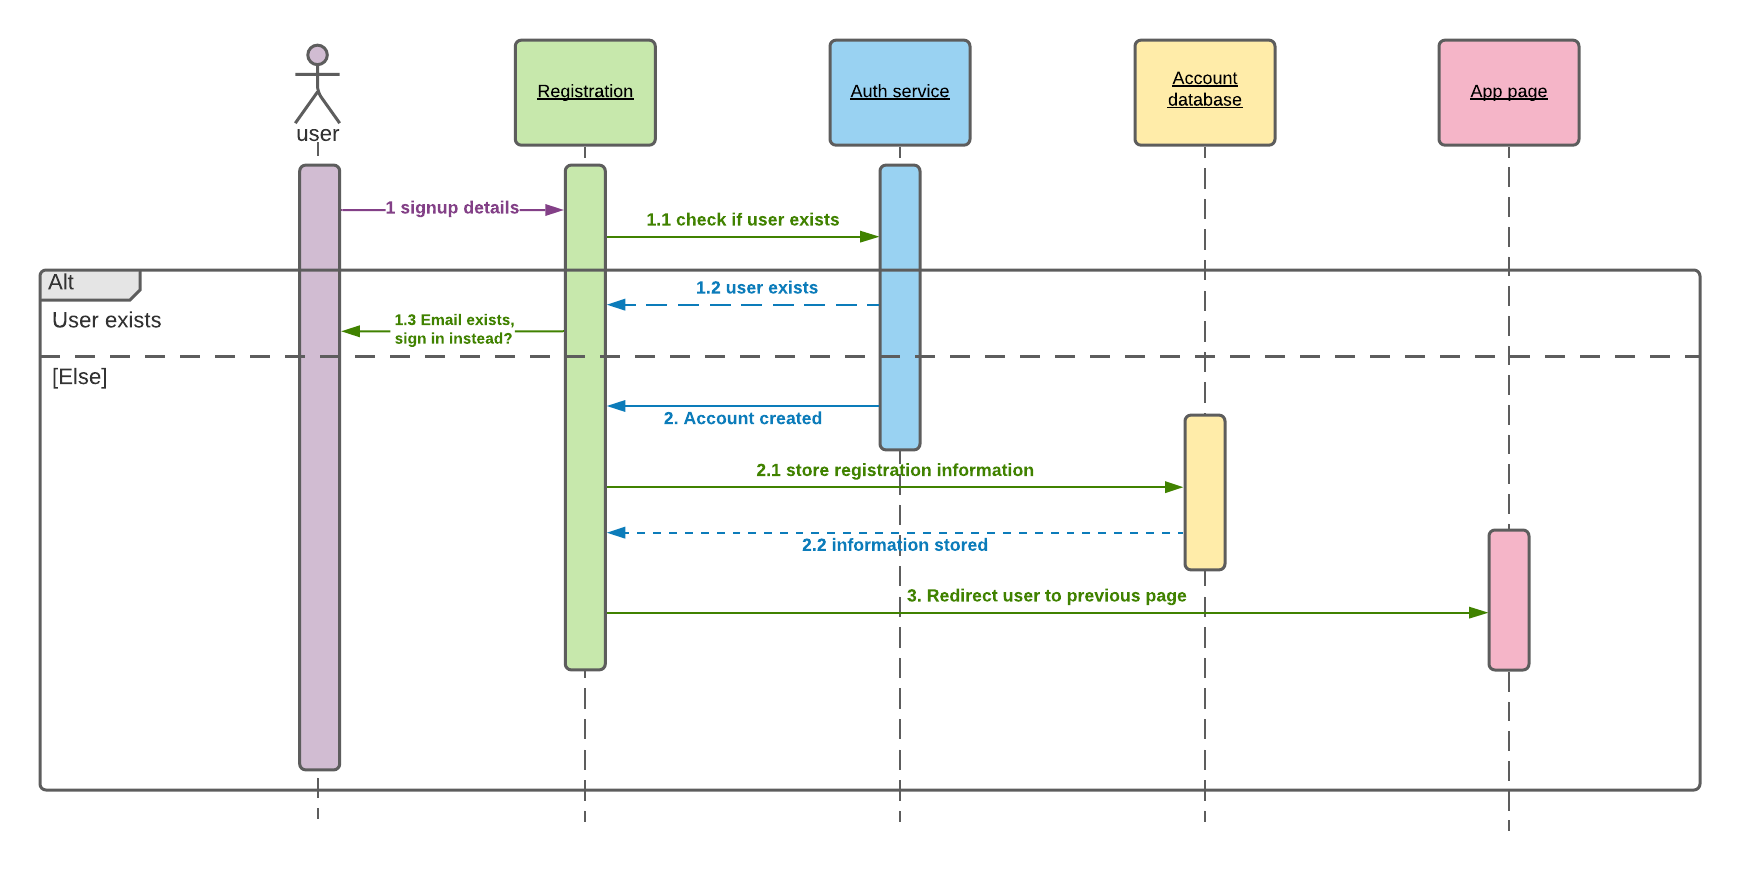 user
Registration
Auth service
Account
database
App page
1 signup details
1.1 check if user exists
Alt
User exists
1.2 user exists
1.3 Email exists,
sign in instead?
[Else]
2. Account created
2.1 store registration information
2.2 information stored
3. Redirect user to previous page